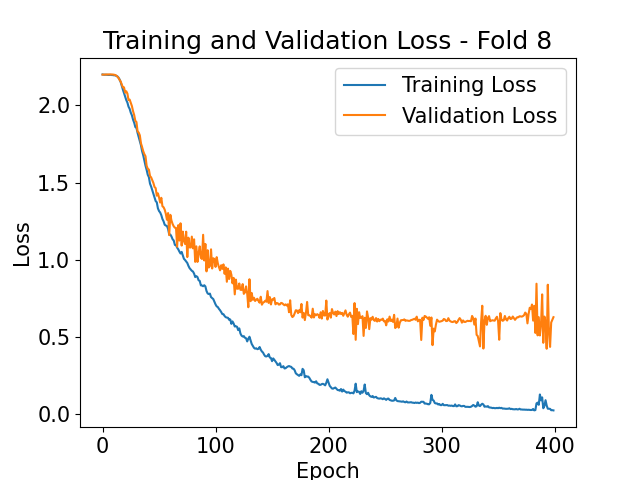 Training and Validation Loss - Fold 8
Training Loss
Validation Loss
Loss
2.0
1.5
1.0
0.5
0.0
0
100
200
300
400
Epoch